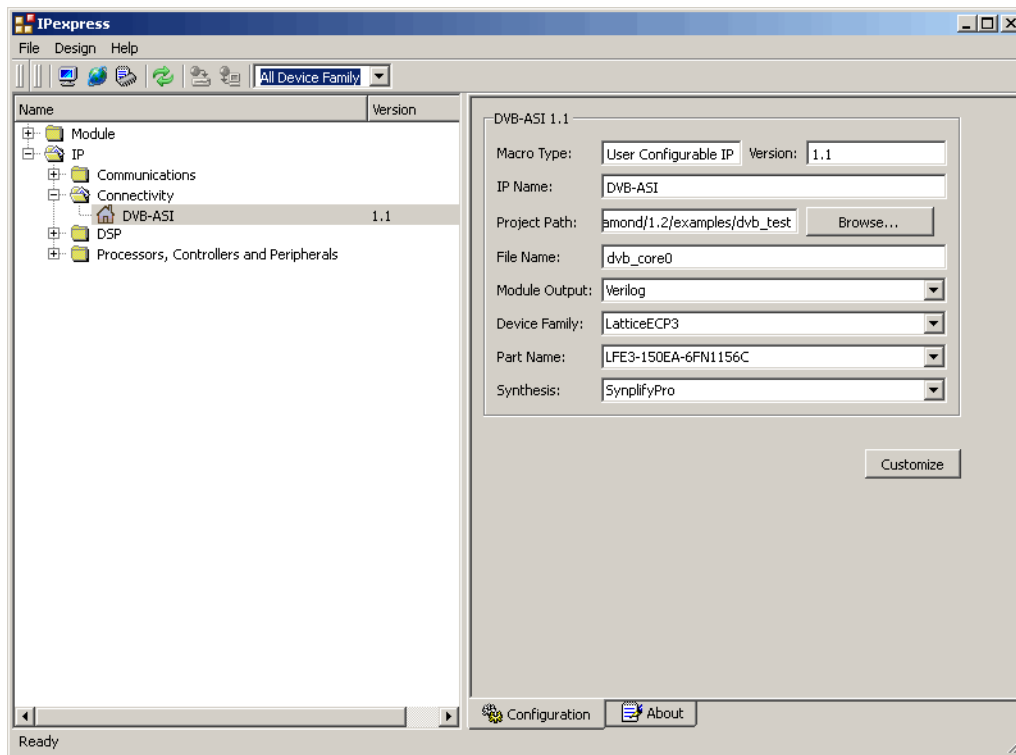 IPexpress
File Design Help
All Device Family
Name Version
Module
IP
Communications
Connectivity
DVB-ASI 1.1
DSP
Processors, Controllers and Peripherals
DVB-ASI 1.1
Macro Type: User Configurable IP Version: 1.1
IP Name: DVB-ASI
Project Path: amond/1.2/examples/dvb_test Browse...
File Name: dvb_core0
Module Output: Verilog
Device Family: LatticeECP3
Part Name: LFE3-150EA-6FN1156C
Synthesis: SynplifyPro
Customize
Configuration About
Ready